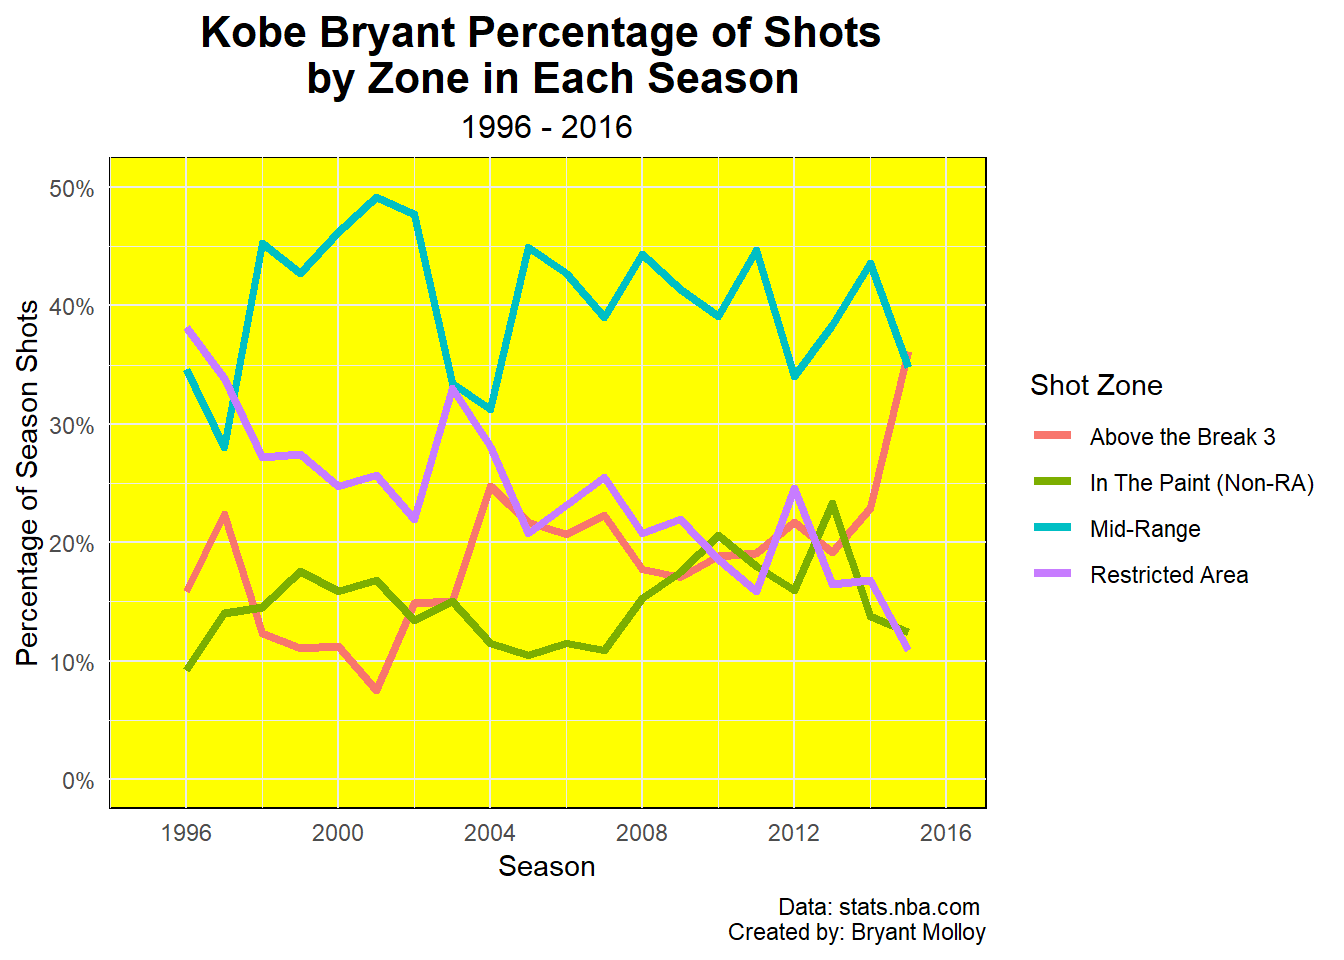 Kobe Bryant Percentage of Shots
by Zone in Each Season
1996 - 2016
Percentage of Season Shots
50%
40%
30%
20%
10%
0%
1996 2000 2004 2008 2012 2016
Season
Shot Zone
Above the Break 3
In The Paint (Non-RA)
Mid-Range
Restricted Area
Data: stats.nba.com
Created by: Bryant Molloy